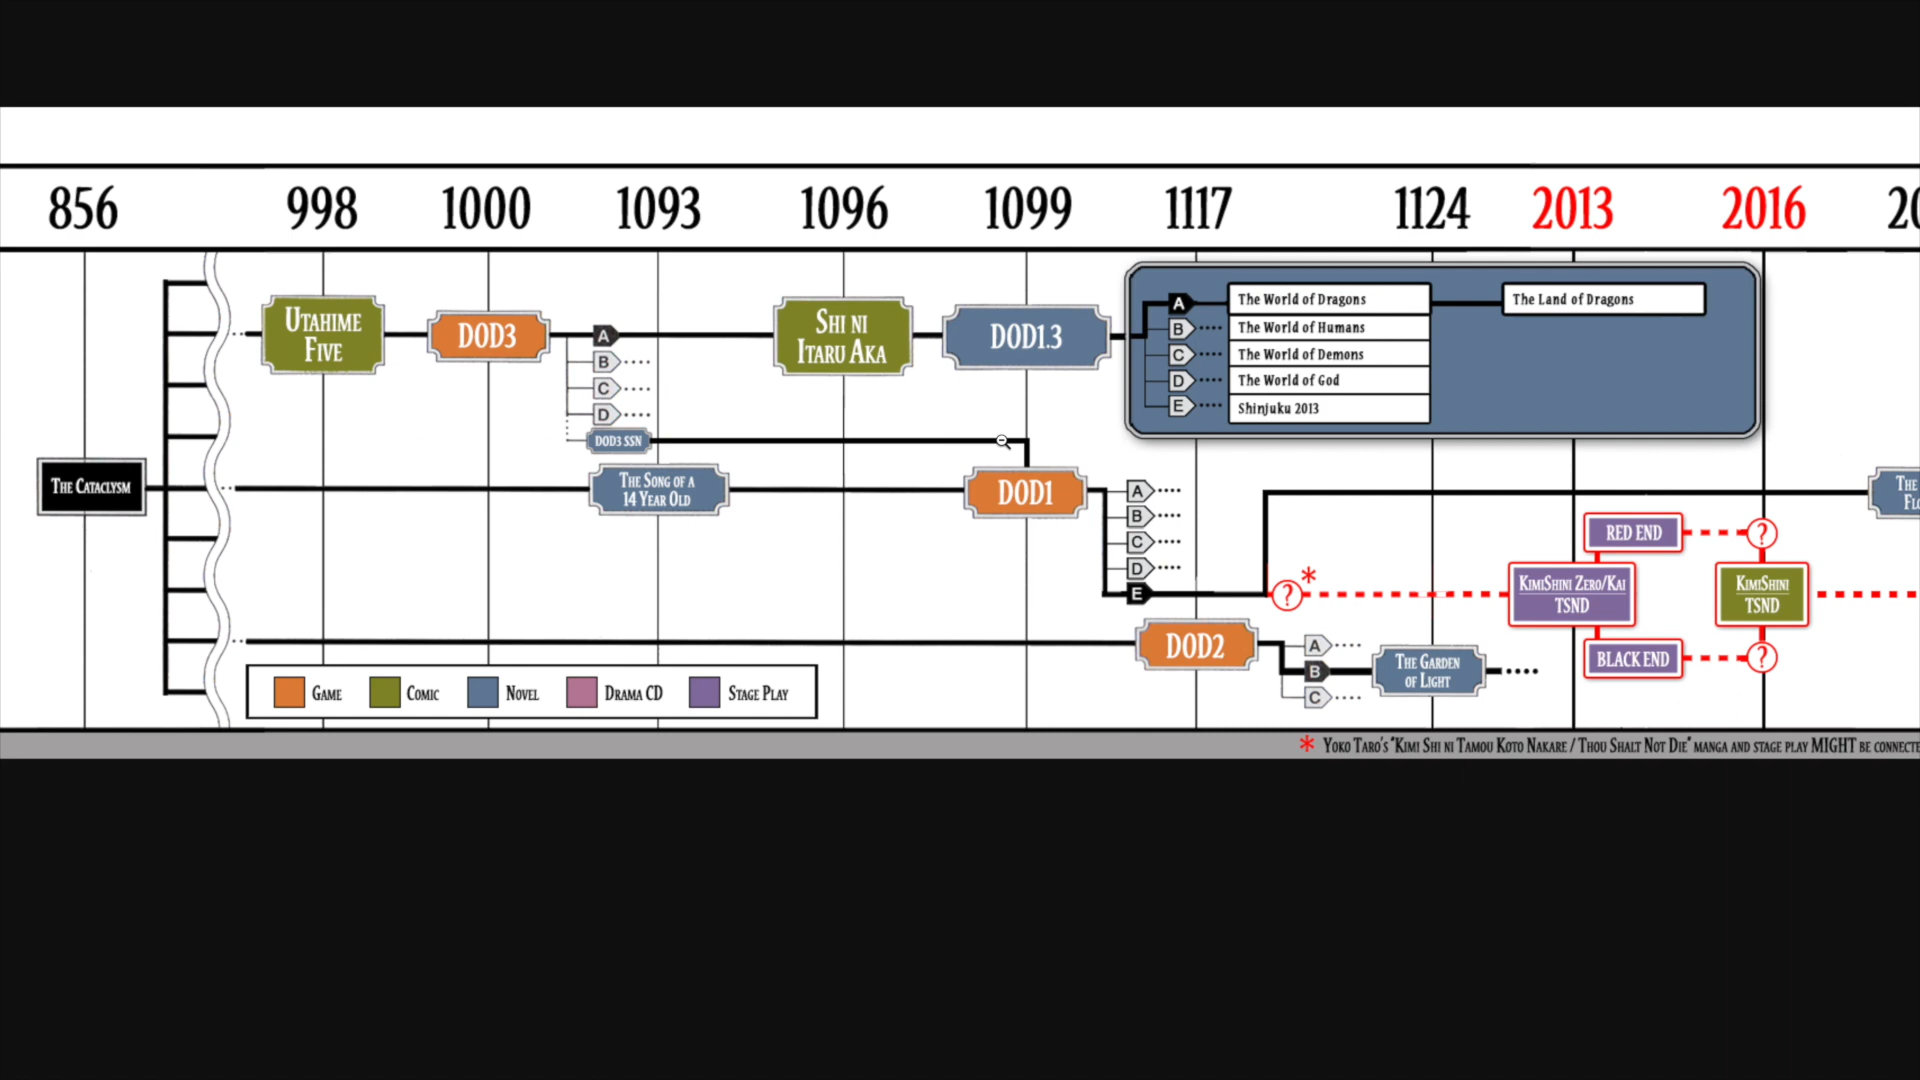 856 998 1000 1093 1096 1099 1117 1124 2013 2016 20
UTAHIME
FIVE
DOD3
A
B
C
D
DOD3 SSN
SHI NI
ITARU AKA
DOD1.3
A The World of Dragons The Land of Dragons
B The World of Humans
C The World of Demons
D The World of God
E Shinjuku 2013
THE CATACLYSM
THE SONG OF A
14 YEAR OLD
DOD1
A
B
C
D
E
?
*
THE
RED END ?
KIMISHINI ZERO/KAI
TSND
KIMISHINI
TSND
BLACK END ?
DOD2
A
B
C
THE GARDEN
OF LIGHT
GAME COMIC NOVEL DRAMA CD STAGE PLAY
* YOKO TARO'S "KIMI SHI NI TAMOU KOTO NAKARE / THOU SHALT NOT DIE" MANGA AND STAGE PLAY MIGHT BE CONNECTE